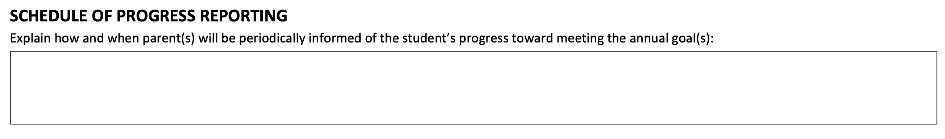 SCHEDULE OF PROGRESS REPORTING
Explain how and when parent(s) will be periodically informed of the student’s progress toward meeting the annual goal(s):